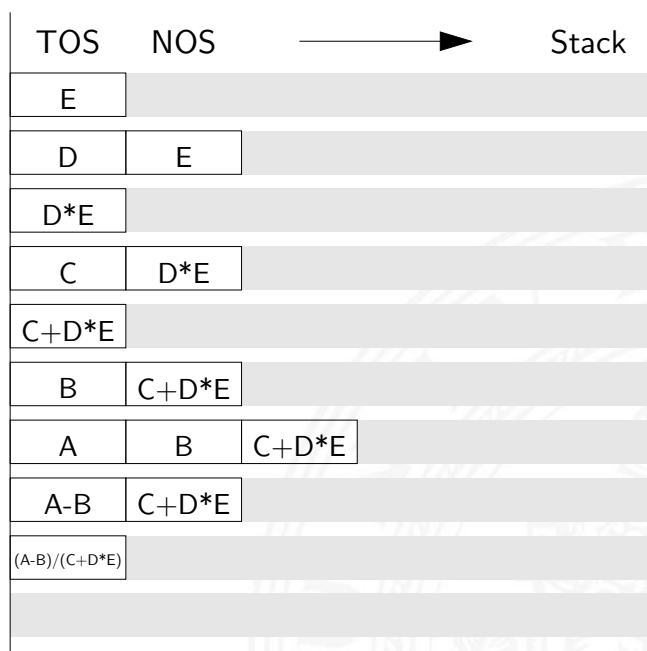 TOS NOS Stack
E
D E
D*E
C D*E
C+D*E
B C+D*E
A B C+D*E
A-B C+D*E
(A-B)/(C+D*E)